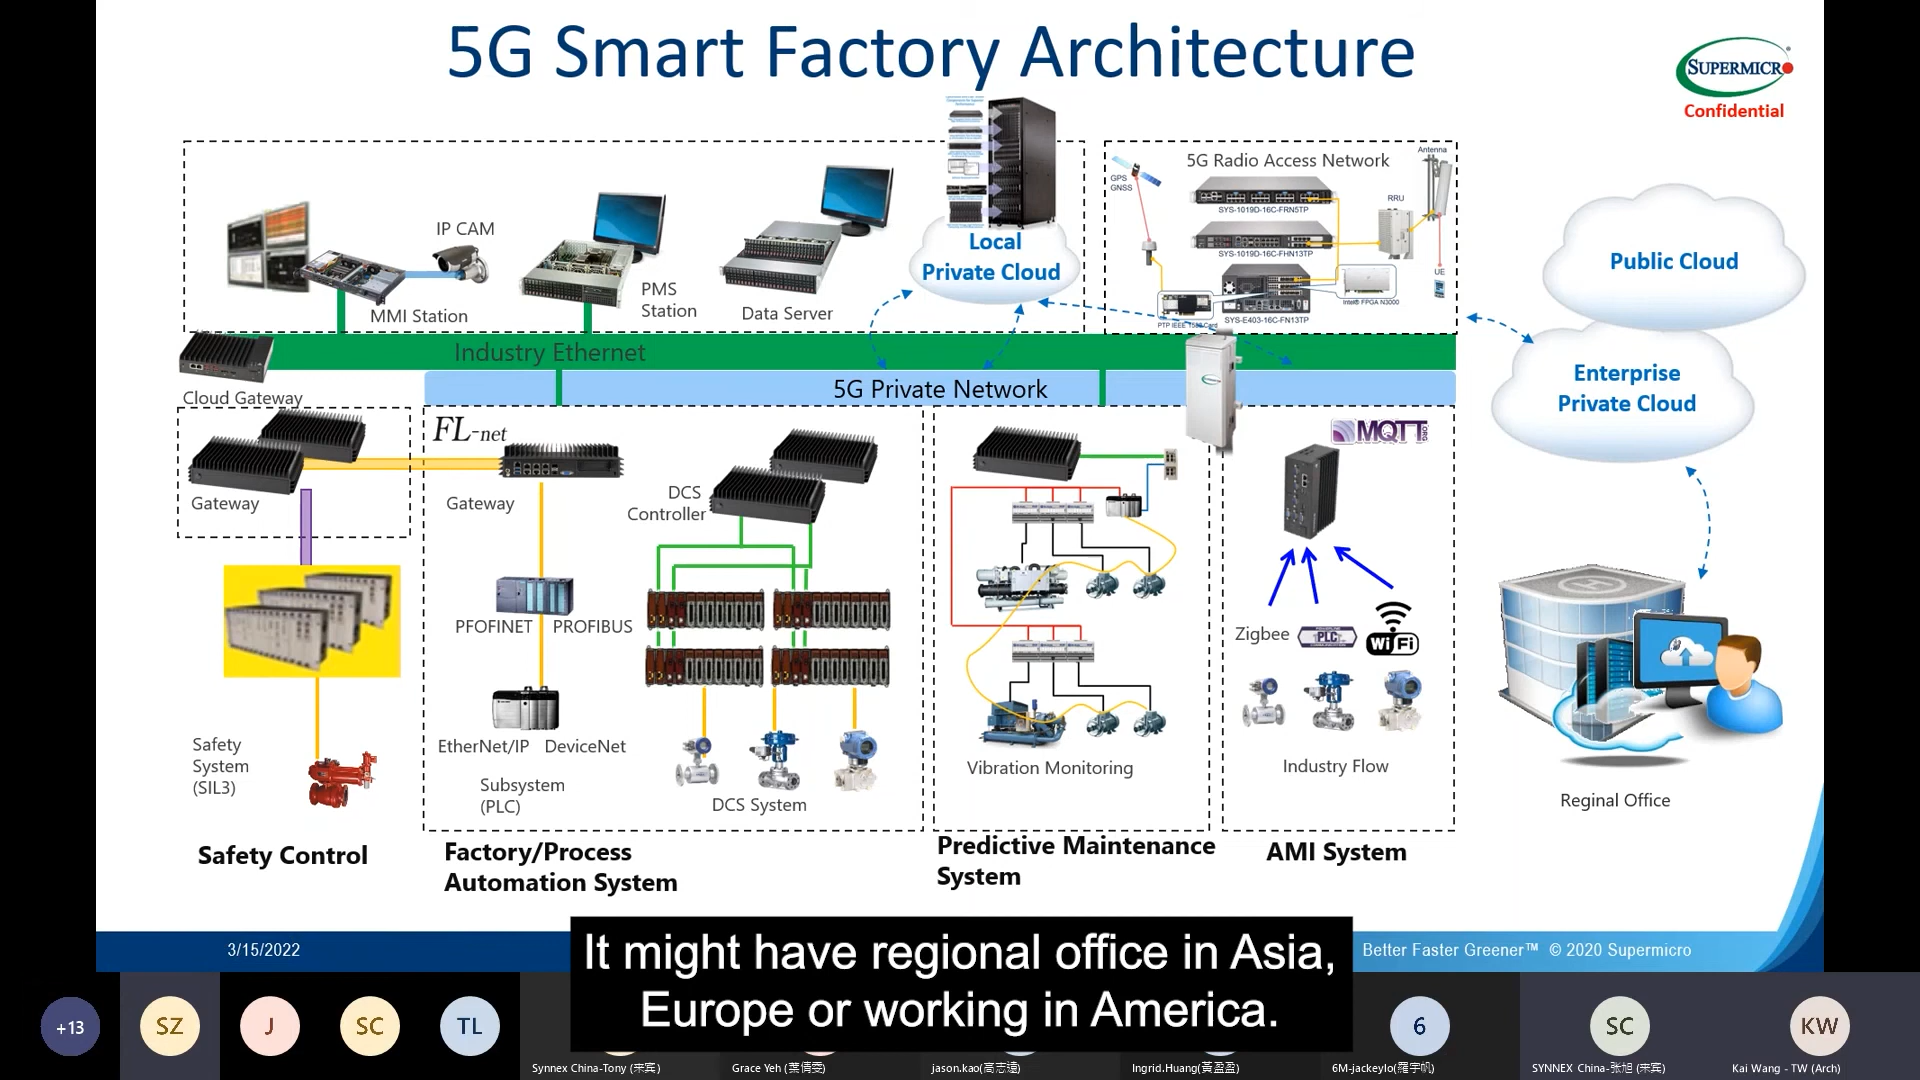 5G Smart Factory Architecture
SUPERMICRO
Confidential
IP CAM
MMI Station
PMS
Station
Data Server
Local
Private Cloud
5G Radio Access Network
Antenna
GPS
GNSS
RRU
SYS-1019D-16C-FRN5TP
SYS-1019D-16C-FHN13TP
UE
Intel® FPGA N3000
PTP IEEE 1588 Card
SYS-E403-16C-FN13TP
Public Cloud
Enterprise
Private Cloud
Industry Ethernet
5G Private Network
Cloud Gateway
Gateway
FL-net
Gateway
DCS
Controller
PFOFINET PROFIBUS
EtherNet/IP DeviceNet
Subsystem
(PLC)
DCS System
Safety
System
(SIL3)
Vibration Monitoring
MQTT.ORG
Zigbee
PLC
WiFi
Industry Flow
Reginal Office
Safety Control
Factory/Process
Automation System
Predictive Maintenance
System
AMI System
3/15/2022
Better Faster Greener™ © 2020 Supermicro
It might have regional office in Asia,
Europe or working in America.
+13
SZ
J
SC
TL
6
SC
KW
Synnex China-Tony (宋宾)
Grace Yeh (葉倩雯)
jason.kao(高志遠)
Ingrid.Huang(黃盈盈)
6M-jackeylo(羅宇帆)
SYNNEX China-张旭 (宋宾)
Kai Wang - TW (Arch)